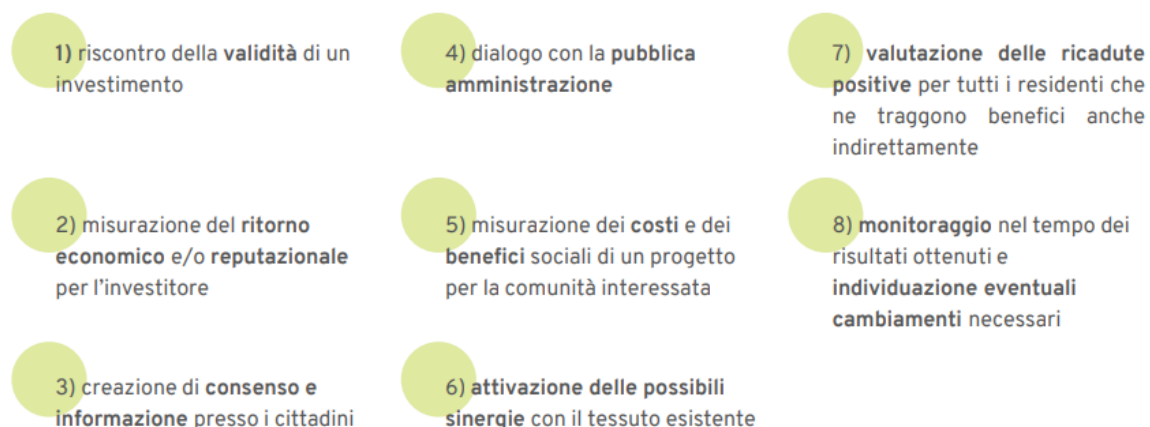 1) riscontro della validità di un
investimento
2) misurazione del ritorno
economico e/o reputazionale
per l'investitore
3) creazione di consenso e
informazione presso i cittadini
4) dialogo con la pubblica
amministrazione
5) misurazione dei costi e dei
benefici sociali di un progetto
per la comunità interessata
6) attivazione delle possibili
sinergie con il tessuto esistente
7) valutazione delle ricadute
positive per tutti i residenti che
ne traggono benefici anche
indirettamente
8) monitoraggio nel tempo dei
risultati ottenuti e
individuazione eventuali
cambiamenti necessari